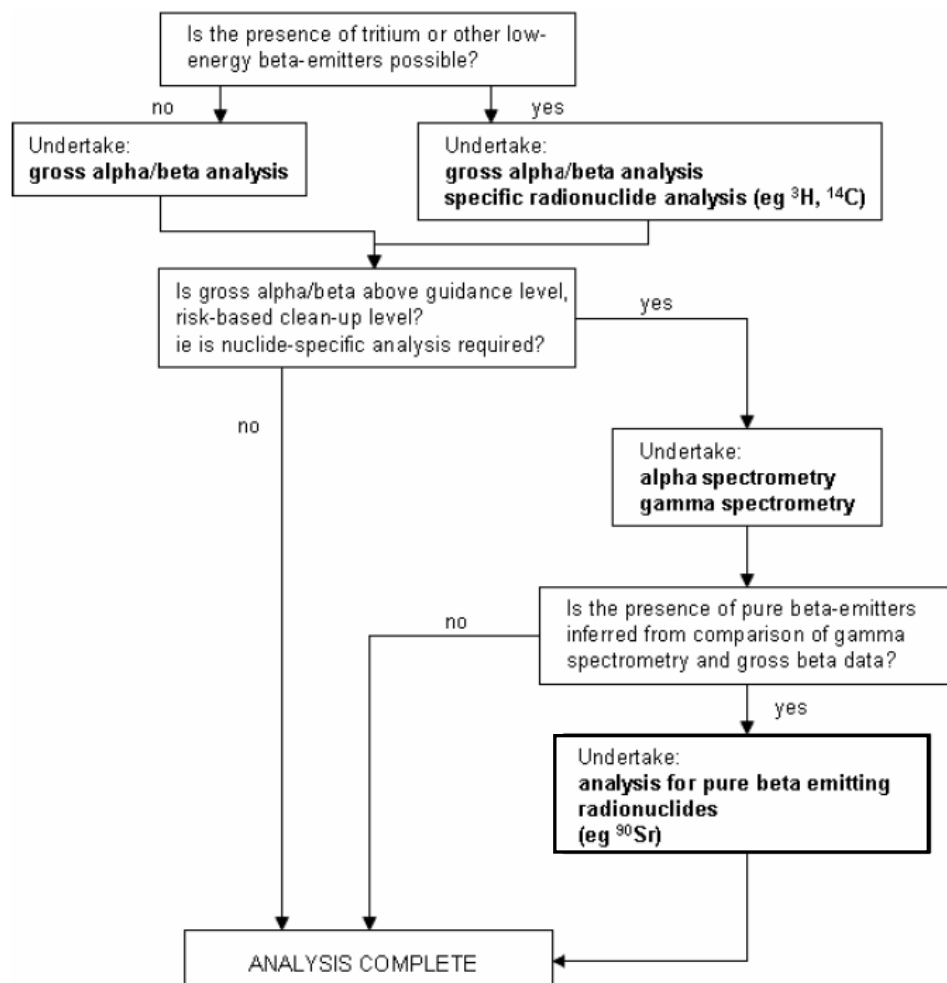 Is the presence of tritium or other low-
energy beta-emitters possible?
no
yes
Undertake:
gross alpha/beta analysis
Undertake:
gross alpha/beta analysis
specific radionuclide analysis (eg ³H, ¹⁴C)
Is gross alpha/beta above guidance level,
risk-based clean-up level?
ie is nuclide-specific analysis required?
yes
no
Undertake:
alpha spectrometry
gamma spectrometry
Is the presence of pure beta-emitters
inferred from comparison of gamma
spectrometry and gross beta data?
no
yes
Undertake:
analysis for pure beta emitting
radionuclides
(eg ⁹⁰Sr)
ANALYSIS COMPLETE